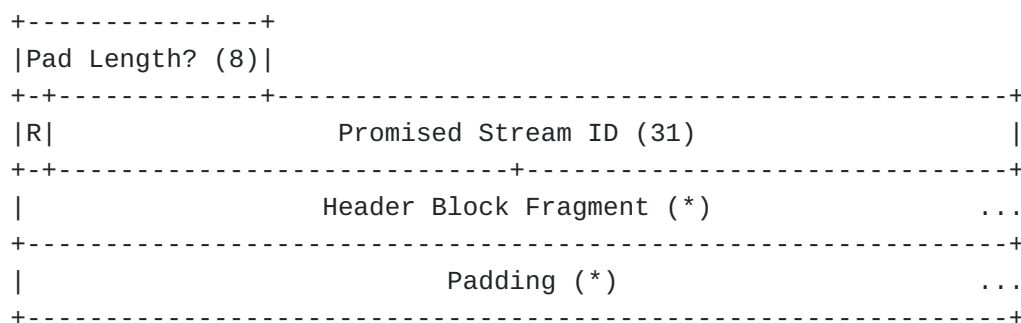 +---------------+
|Pad Length? (8)|
+-+-------------+-----------------------------------------------+
|R|                  Promised Stream ID (31)                    |
+-+-----------------------------+-------------------------------+
|                   Header Block Fragment (*)                 ...
+---------------------------------------------------------------+
|                           Padding (*)                       ...
+---------------------------------------------------------------+